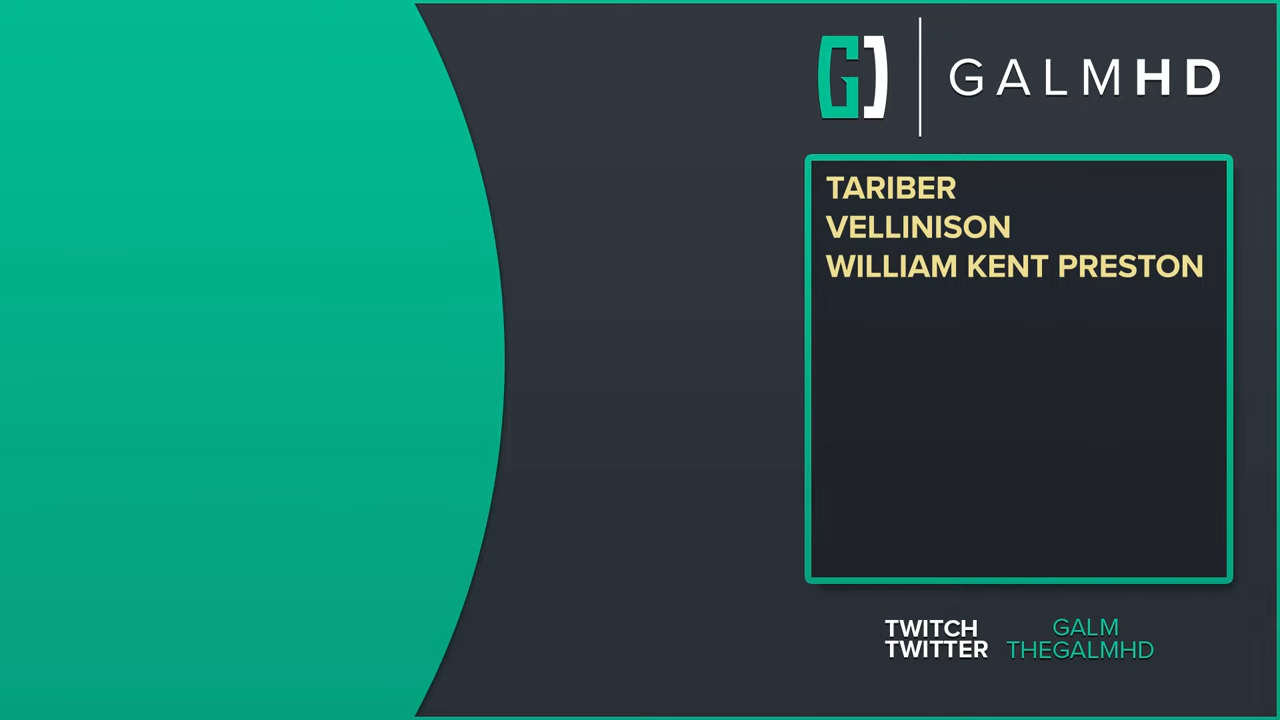 GALMHD
TARIBER
VELLINISON
WILLIAM KENT PRESTON
TWITCH GALM
TWITTER THEGALMHD